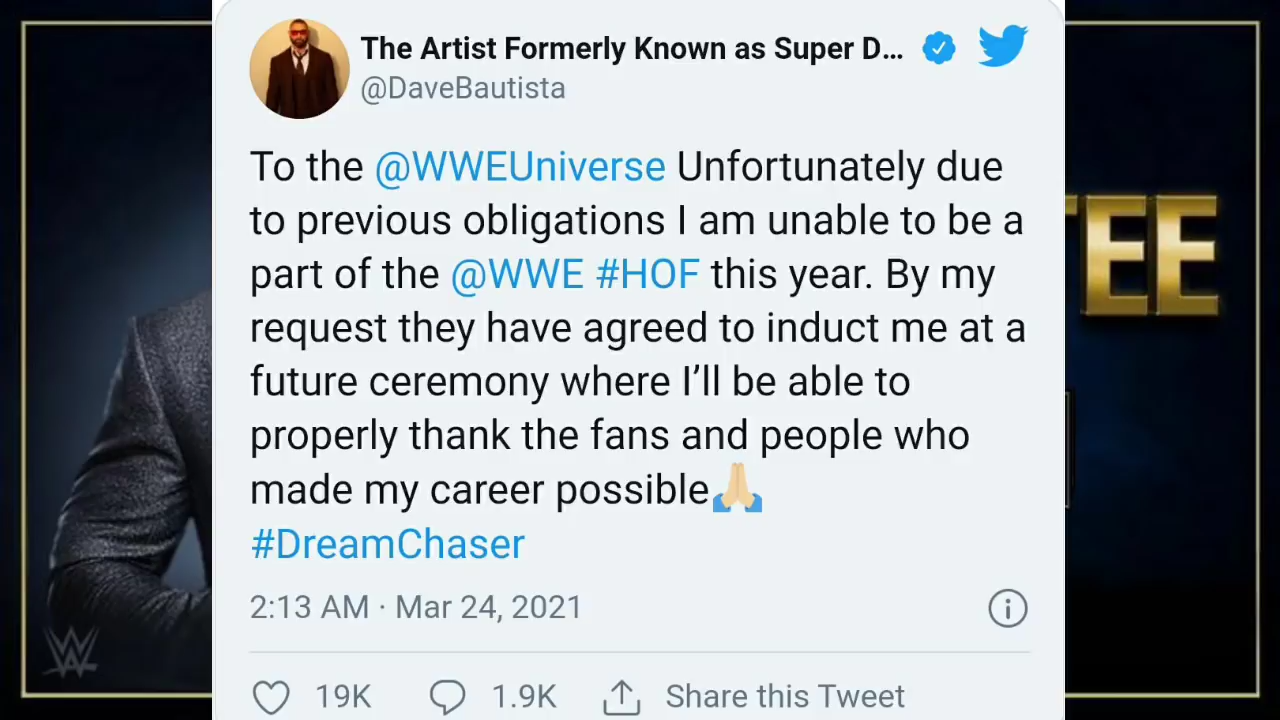 The Artist Formerly Known as Super D...
@DaveBautista
To the @WWEUniverse Unfortunately due
to previous obligations I am unable to be a
part of the @WWE #HOF this year. By my
request they have agreed to induct me at a
future ceremony where I’ll be able to
properly thank the fans and people who
made my career possible🙏🏼
#DreamChaser
2:13 AM · Mar 24, 2021
19K 1.9K Share this Tweet
TEE
W